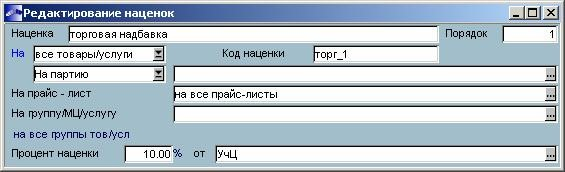 Редактирование наценок
Наценка торговая надбавка Порядок 1
На все товары/услуги Код наценки торг_1
На партию ...
На прайс - лист на все прайс-листы ...
На группу/МЦ/услугу ...
на все группы тов/усл
Процент наценки 10.00 % от УчЦ ...